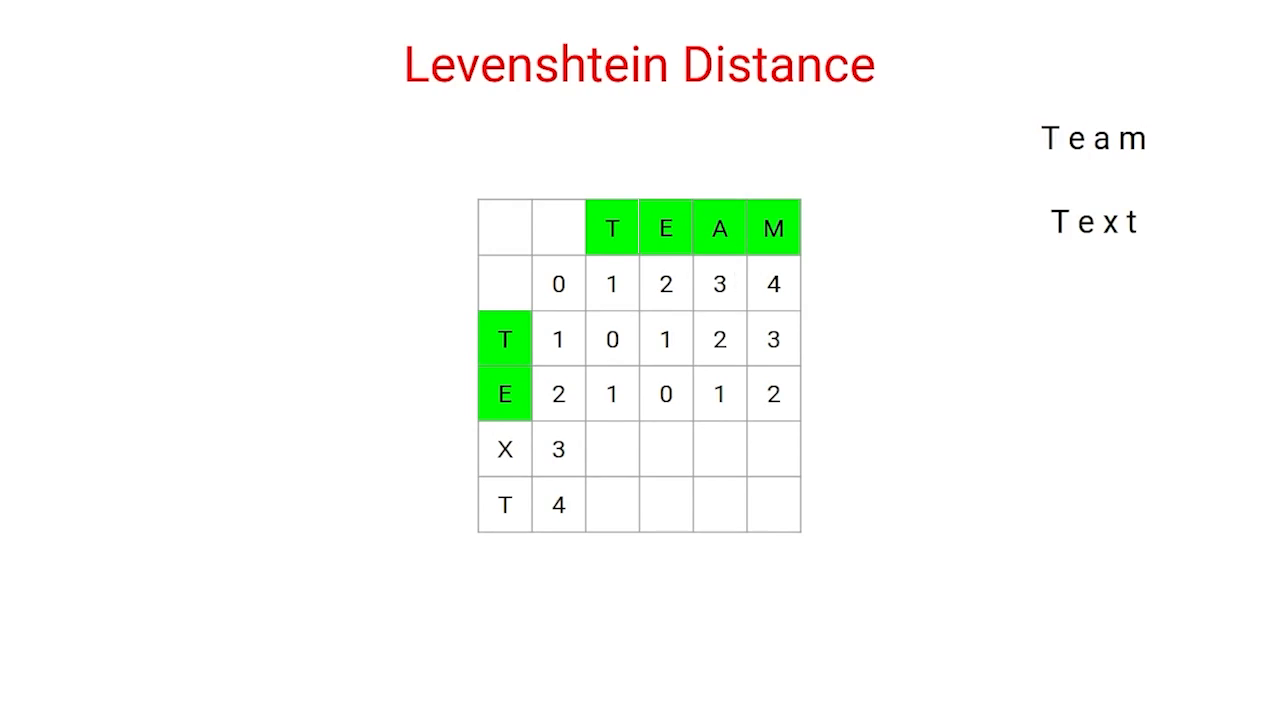 Levenshtein Distance
Team
Text
T E A M
0 1 2 3 4
T 1 0 1 2 3
E 2 1 0 1 2
X 3
T 4